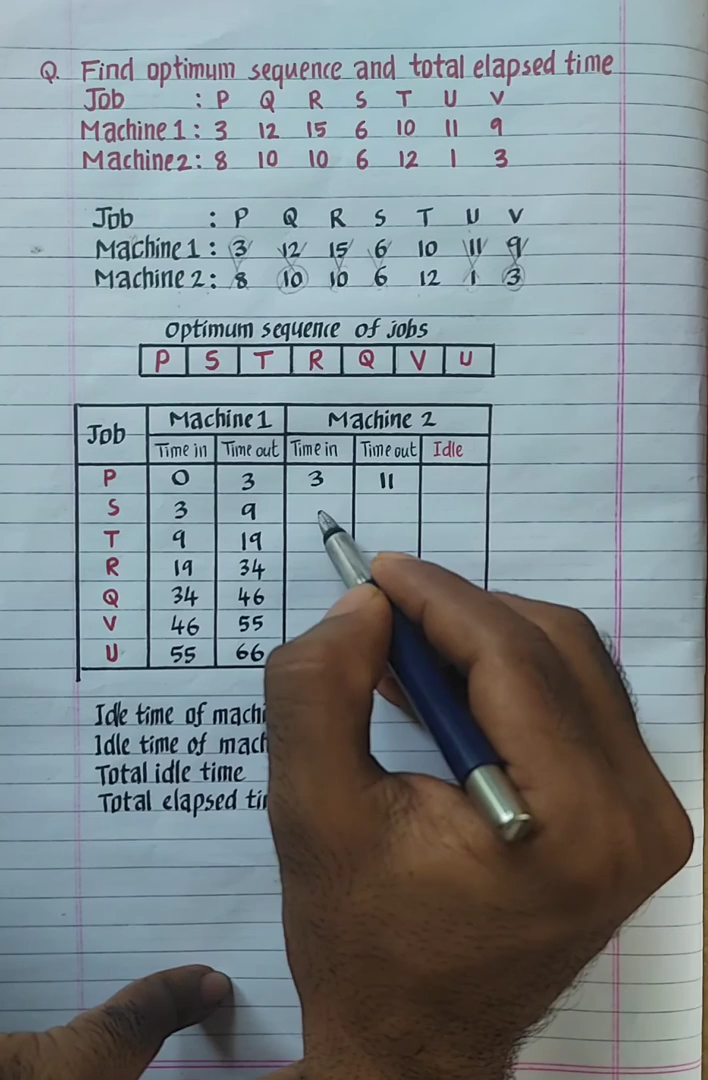 Q. Find optimum sequence and total elapsed time
Job : P Q R S T U V
Machine 1 : 3 12 15 6 10 11 9
Machine 2 : 8 10 10 6 12 1 3
Job : P Q R S T U V
Machine 1 : 3 12 15 6 10 11 9
Machine 2 : 8 10 10 6 12 1 3
Optimum sequence of jobs
P S T R Q V U
Job Machine 1 Machine 2
Time in Time out Time in Time out Idle
P 0 3 3 11
S 3 9
T 9 19
R 19 34
Q 34 46
V 46 55
U 55 66
Idle time of machi
Idle time of mach
Total idle time
Total elapsed ti